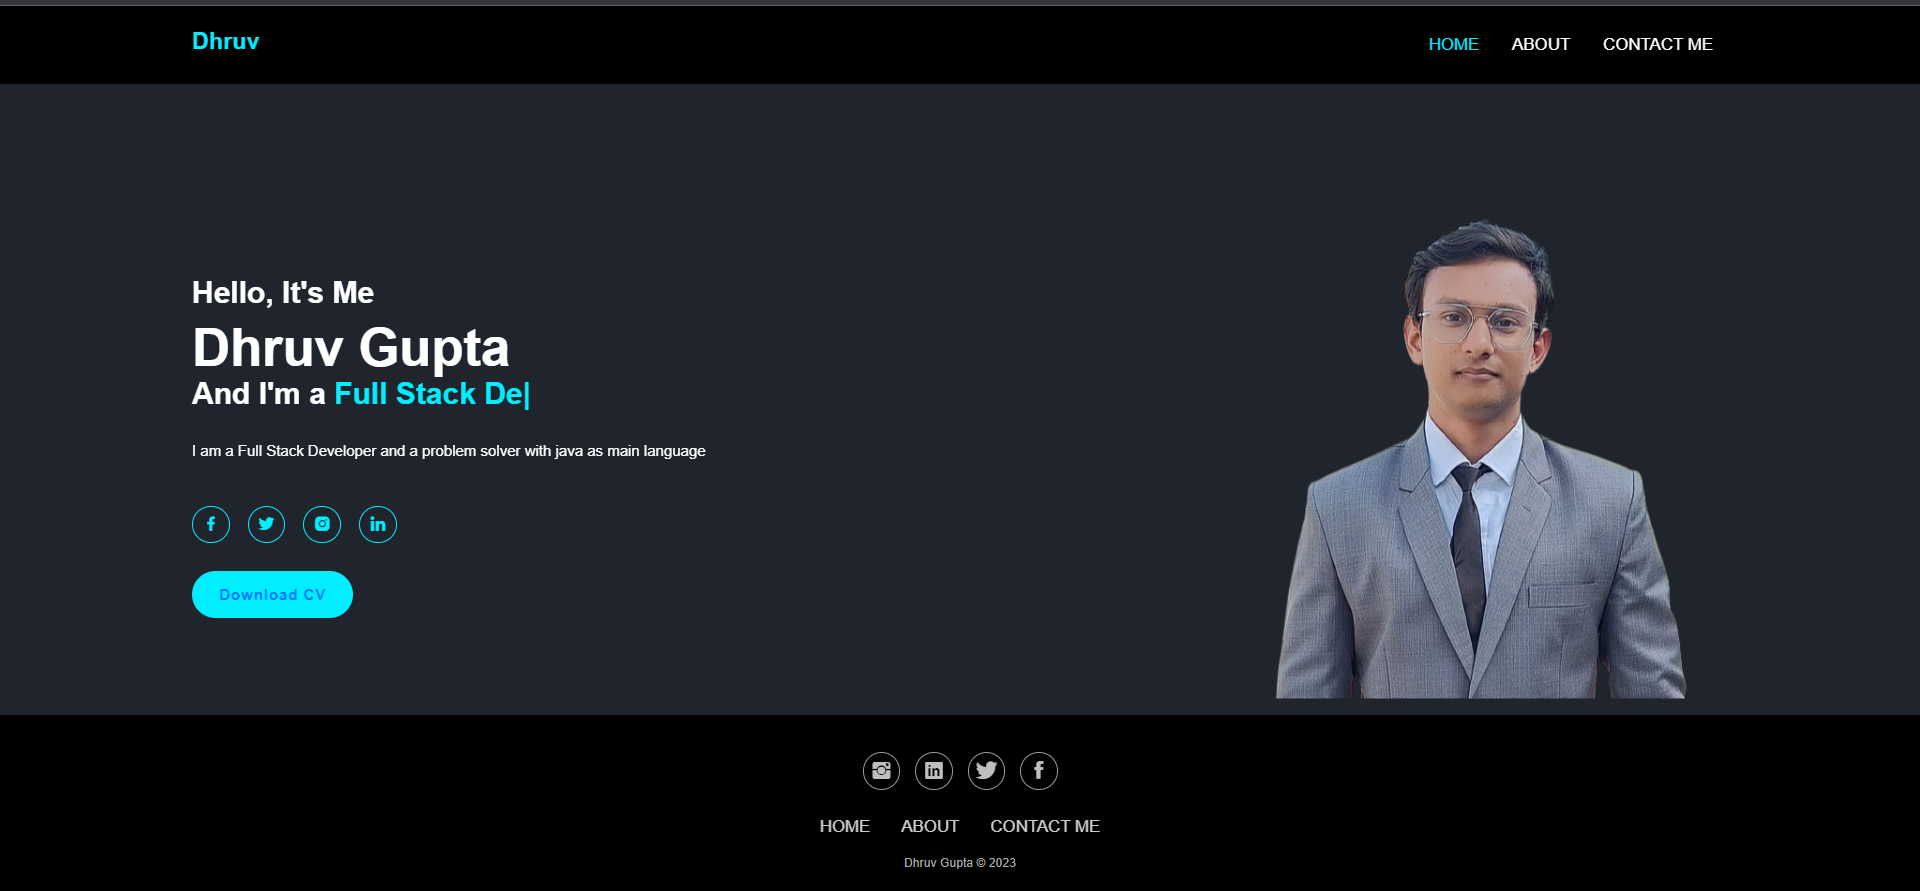 Dhruv
HOME ABOUT CONTACT ME
Hello, It's Me
Dhruv Gupta
And I'm a Full Stack De|
I am a Full Stack Developer and a problem solver with java as main language
Download CV
HOME ABOUT CONTACT ME
Dhruv Gupta © 2023